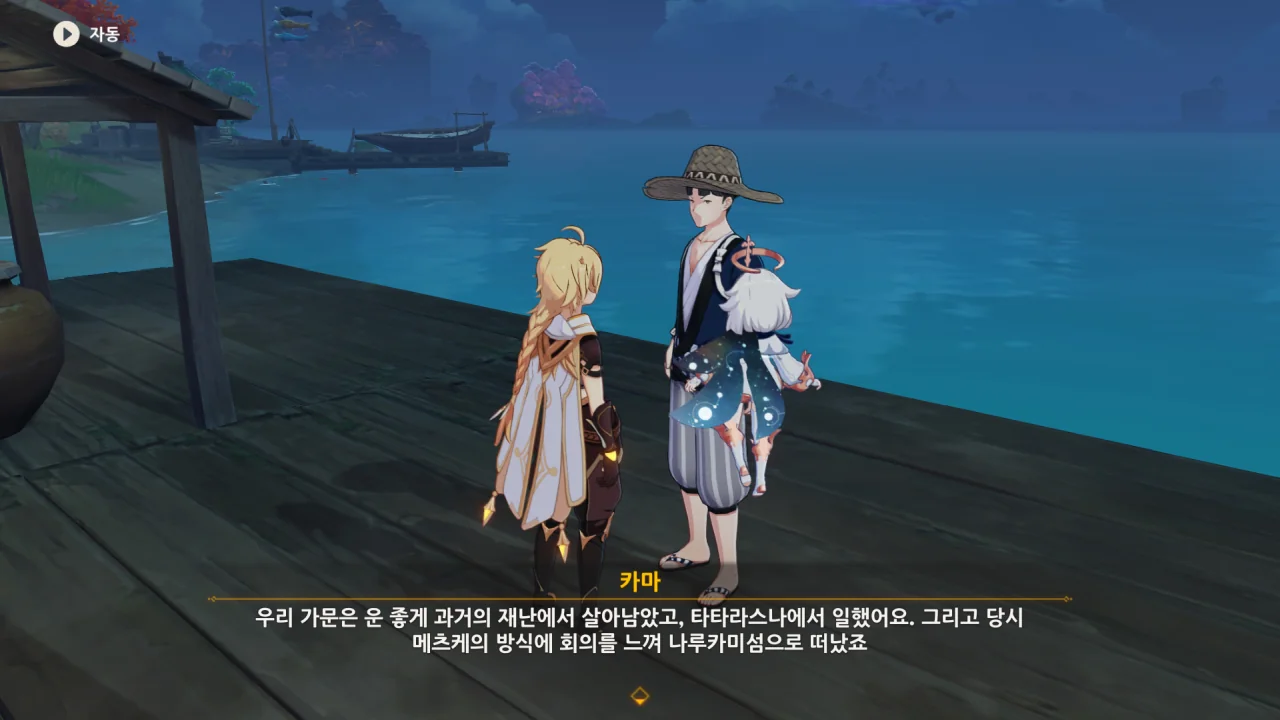 자동
카마
우리 가문은 운 좋게 과거의 재난에서 살아남았고, 타타라스나에서 일했어요. 그리고 당시
메츠케의 방식에 회의를 느껴 나루카미섬으로 떠났죠